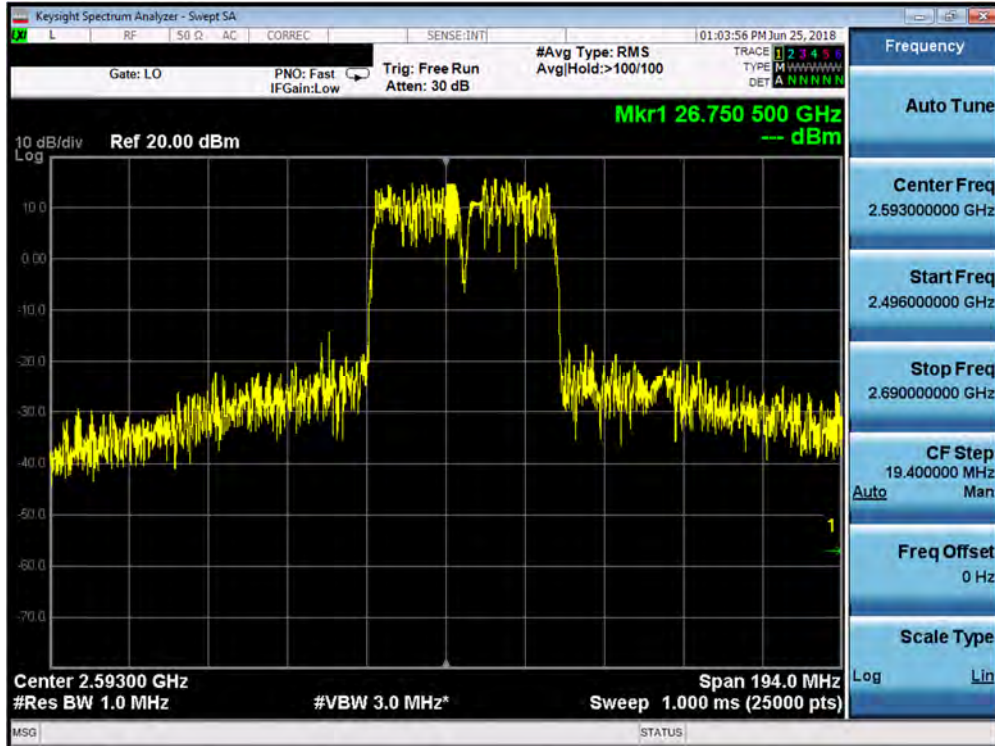 Keysight Spectrum Analyzer - Swept SA
L RF 50 Ω AC CORREC SENSE:INT 01:03:56 PM Jun 25, 2018
Gate: LO PNO: Fast Trig: Free Run #Avg Type: RMS TRACE 1 2 3 4 5 6
IFGain:Low Atten: 30 dB Avg|Hold:>100/100 TYPE M WWWWW
DET A N N N N N
Mkr1 26.750 500 GHz
--- dBm
10 dB/div Ref 20.00 dBm
Log
10.0
0.00
-10.0
-20.0
-30.0
-40.0
-50.0
1
-60.0
-70.0
Center 2.59300 GHz Span 194.0 MHz
#Res BW 1.0 MHz #VBW 3.0 MHz* Sweep 1.000 ms (25000 pts)
MSG STATUS
Frequency
Auto Tune
Center Freq
2.593000000 GHz
Start Freq
2.496000000 GHz
Stop Freq
2.690000000 GHz
CF Step
19.400000 MHz
Auto Man
Freq Offset
0 Hz
Scale Type
Log Lin